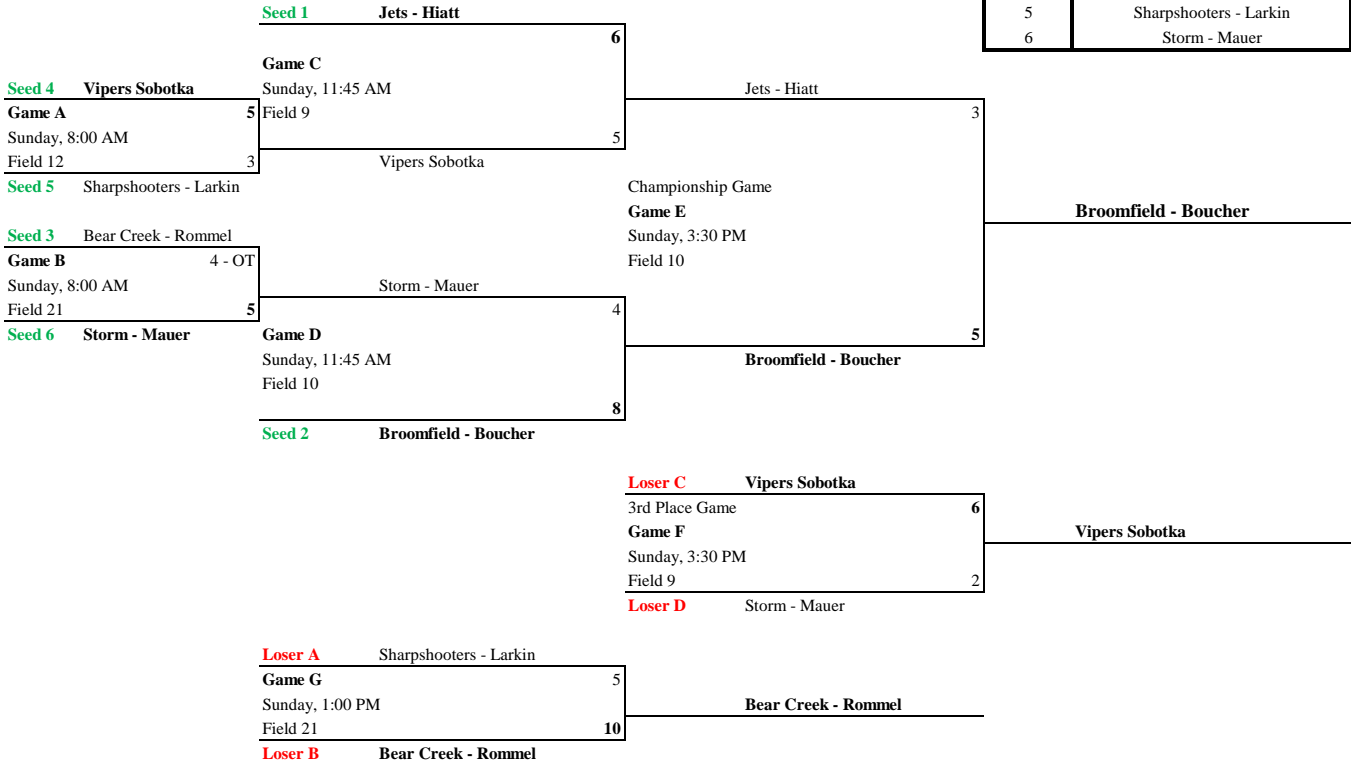 Seed 1 Jets - Hiatt
5 Sharpshooters - Larkin
6
6 Storm - Mauer
Game C
Seed 4 Vipers Sobotka
Sunday, 11:45 AM
Jets - Hiatt
Game A 5
Field 9
3
Sunday, 8:00 AM
5
Field 12 3
Vipers Sobotka
Seed 5 Sharpshooters - Larkin
Championship Game
Game E
Broomfield - Boucher
Seed 3 Bear Creek - Rommel
Sunday, 3:30 PM
Game B 4 - OT
Field 10
Sunday, 8:00 AM
Storm - Mauer
Field 21 5
4
Seed 6 Storm - Mauer
Game D
5
Sunday, 11:45 AM
Broomfield - Boucher
Field 10
8
Seed 2 Broomfield - Boucher
Loser C Vipers Sobotka
3rd Place Game 6
Game F
Vipers Sobotka
Sunday, 3:30 PM
Field 9 2
Loser D Storm - Mauer
Loser A Sharpshooters - Larkin
Game G 5
Sunday, 1:00 PM
Bear Creek - Rommel
Field 21 10
Loser B Bear Creek - Rommel